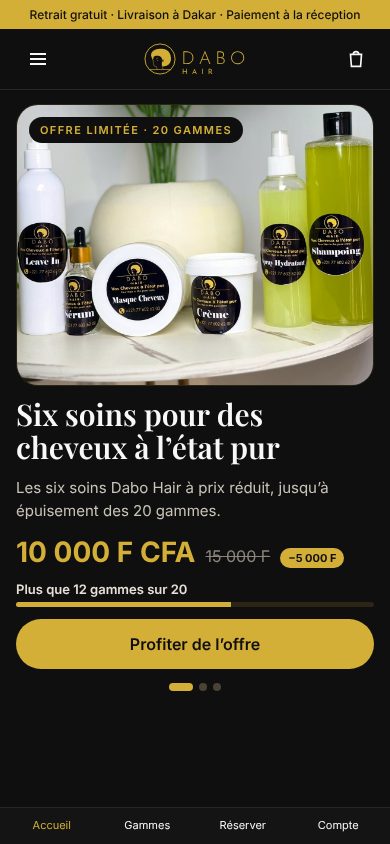 Retrait gratuit · Livraison à Dakar · Paiement à la réception
DABO
HAIR
OFFRE LIMITÉE · 20 GAMMES
Leave In
Sérum
Masque Cheveux
Crème
Spray Hydratant
Shampoing
Six soins pour des
cheveux à l’état pur
Les six soins Dabo Hair à prix réduit, jusqu’à
épuisement des 20 gammes.
10 000 F CFA 15 000 F −5 000 F
Plus que 12 gammes sur 20
Profiter de l’offre
Accueil Gammes Réserver Compte